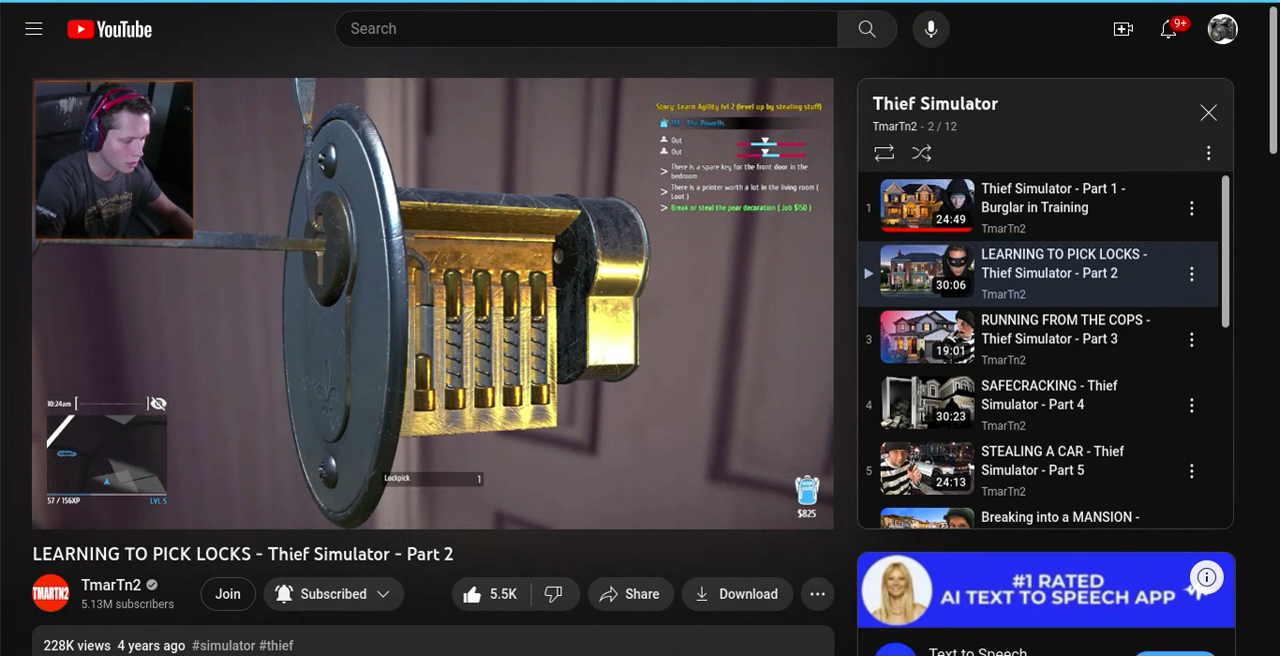 YouTube
Search
9+
Story: Learn Agility lvl 2 (level up by stealing stuff)
The Powells
Out
Out
There is a spare key for the front door in the
bedroom
There is a printer worth a lot in the living room (
Loot )
Break or steal the pear decoration ( Job $150 )
10:24am
57 / 156XP
LVL 5
Lockpick 1
$825
LEARNING TO PICK LOCKS - Thief Simulator - Part 2
TMARTN2
TmarTn2
5.13M subscribers
Join
Subscribed
5.5K
Share
Download
228K views 4 years ago #simulator #thief
Thief Simulator
TmarTn2 - 2 / 12
1
24:49
Thief Simulator - Part 1 -
Burglar in Training
TmarTn2
30:06
LEARNING TO PICK LOCKS -
Thief Simulator - Part 2
TmarTn2
3
19:01
RUNNING FROM THE COPS -
Thief Simulator - Part 3
TmarTn2
4
30:23
SAFECRACKING - Thief
Simulator - Part 4
TmarTn2
5
24:13
STEALING A CAR - Thief
Simulator - Part 5
TmarTn2
Breaking into a MANSION -
#1 RATED
AI TEXT TO SPEECH APP
Text to Speech